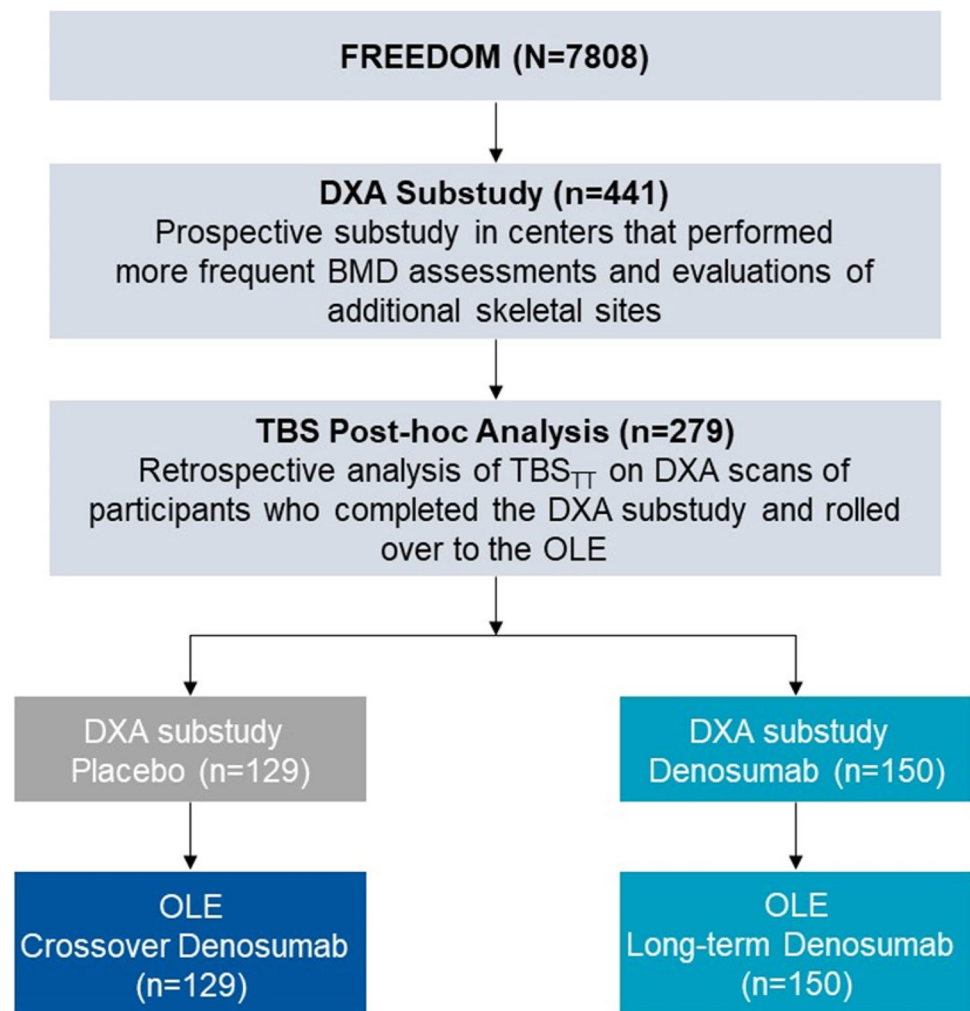 FREEDOM (N=7808)
DXA Substudy (n=441)
Prospective substudy in centers that performed
more frequent BMD assessments and evaluations of
additional skeletal sites
TBS Post-hoc Analysis (n=279)
Retrospective analysis of TBSTT on DXA scans of
participants who completed the DXA substudy and rolled
over to the OLE
DXA substudy
Placebo (n=129)
DXA substudy
Denosumab (n=150)
OLE
Crossover Denosumab
(n=129)
OLE
Long-term Denosumab
(n=150)